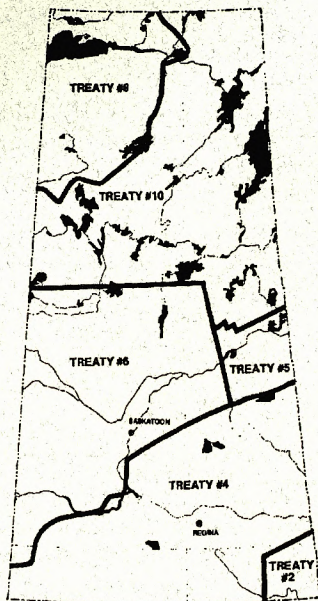 TREATY #8
TREATY #10
TREATY #6
TREATY #5
SASKATOON
TREATY #4
REGINA
TREATY
#2